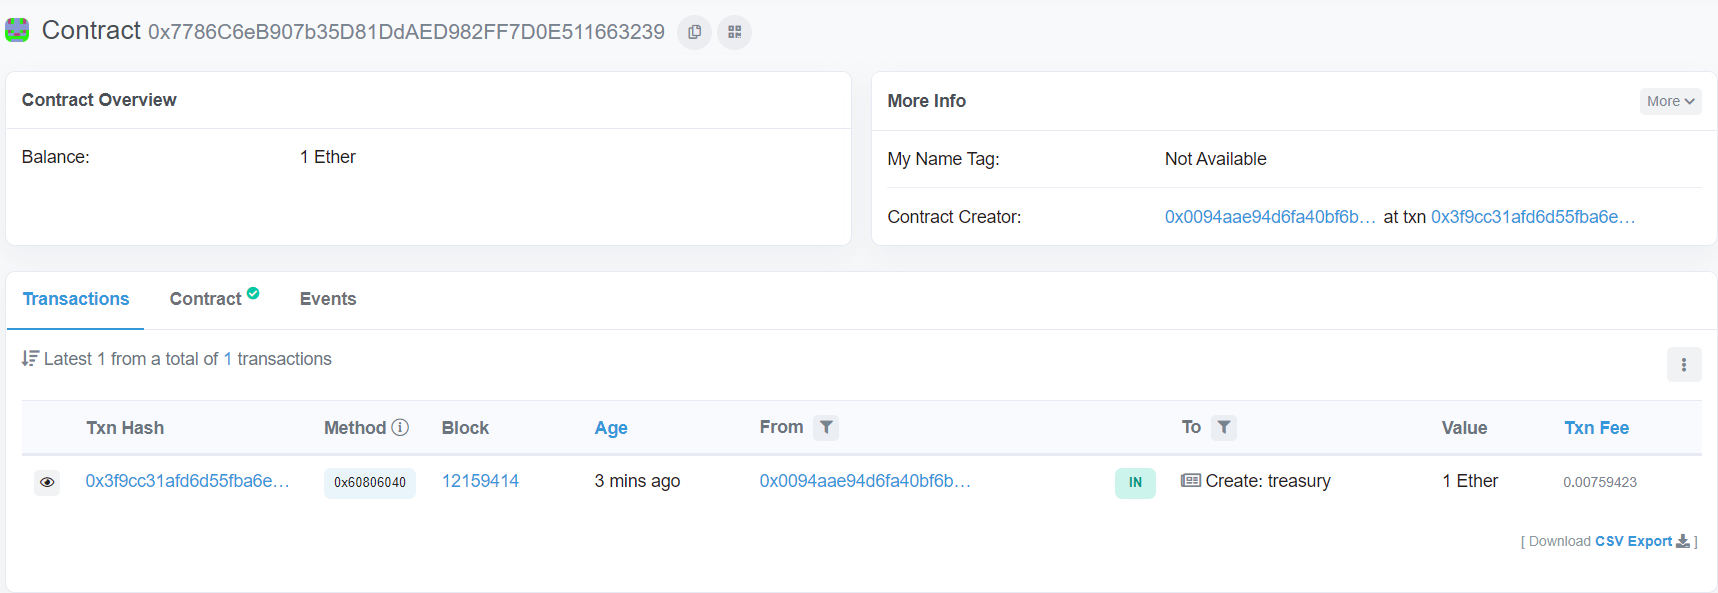 Contract 0x7786C6eB907b35D81DdAED982FF7D0E511663239
Contract Overview
Balance: 1 Ether
More Info More
My Name Tag: Not Available
Contract Creator: 0x0094aae94d6fa40bf6b... at txn 0x3f9cc31afd6d55fba6e...
Transactions Contract Events
Latest 1 from a total of 1 transactions
Txn Hash Method Block Age From To Value Txn Fee
0x3f9cc31afd6d55fba6e... 0x60806040 12159414 3 mins ago 0x0094aae94d6fa40bf6b... IN Create: treasury 1 Ether 0.00759423
[ Download CSV Export ]